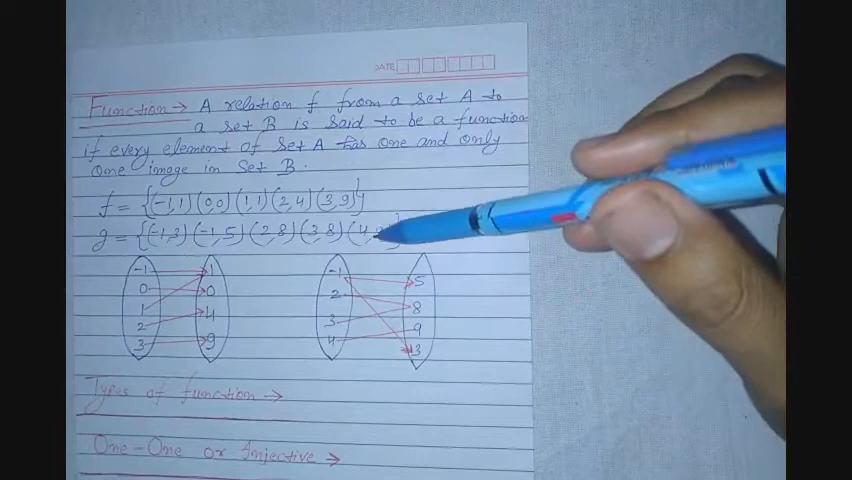 DATE
Function → A relation f from a set A to
a set B is said to be a function
if every element of set A has one and only
one image in set B.
f = {(-1,1) (0,0) (1,1) (2,4) (3,9)}
g = {(-1,3) (-1,5) (2,8) (3,8) (4,
-1 1 -1 5
0 0 2 8
1 4 3 9
2 9 4 3
3
Types of function →
One-One or Injective →